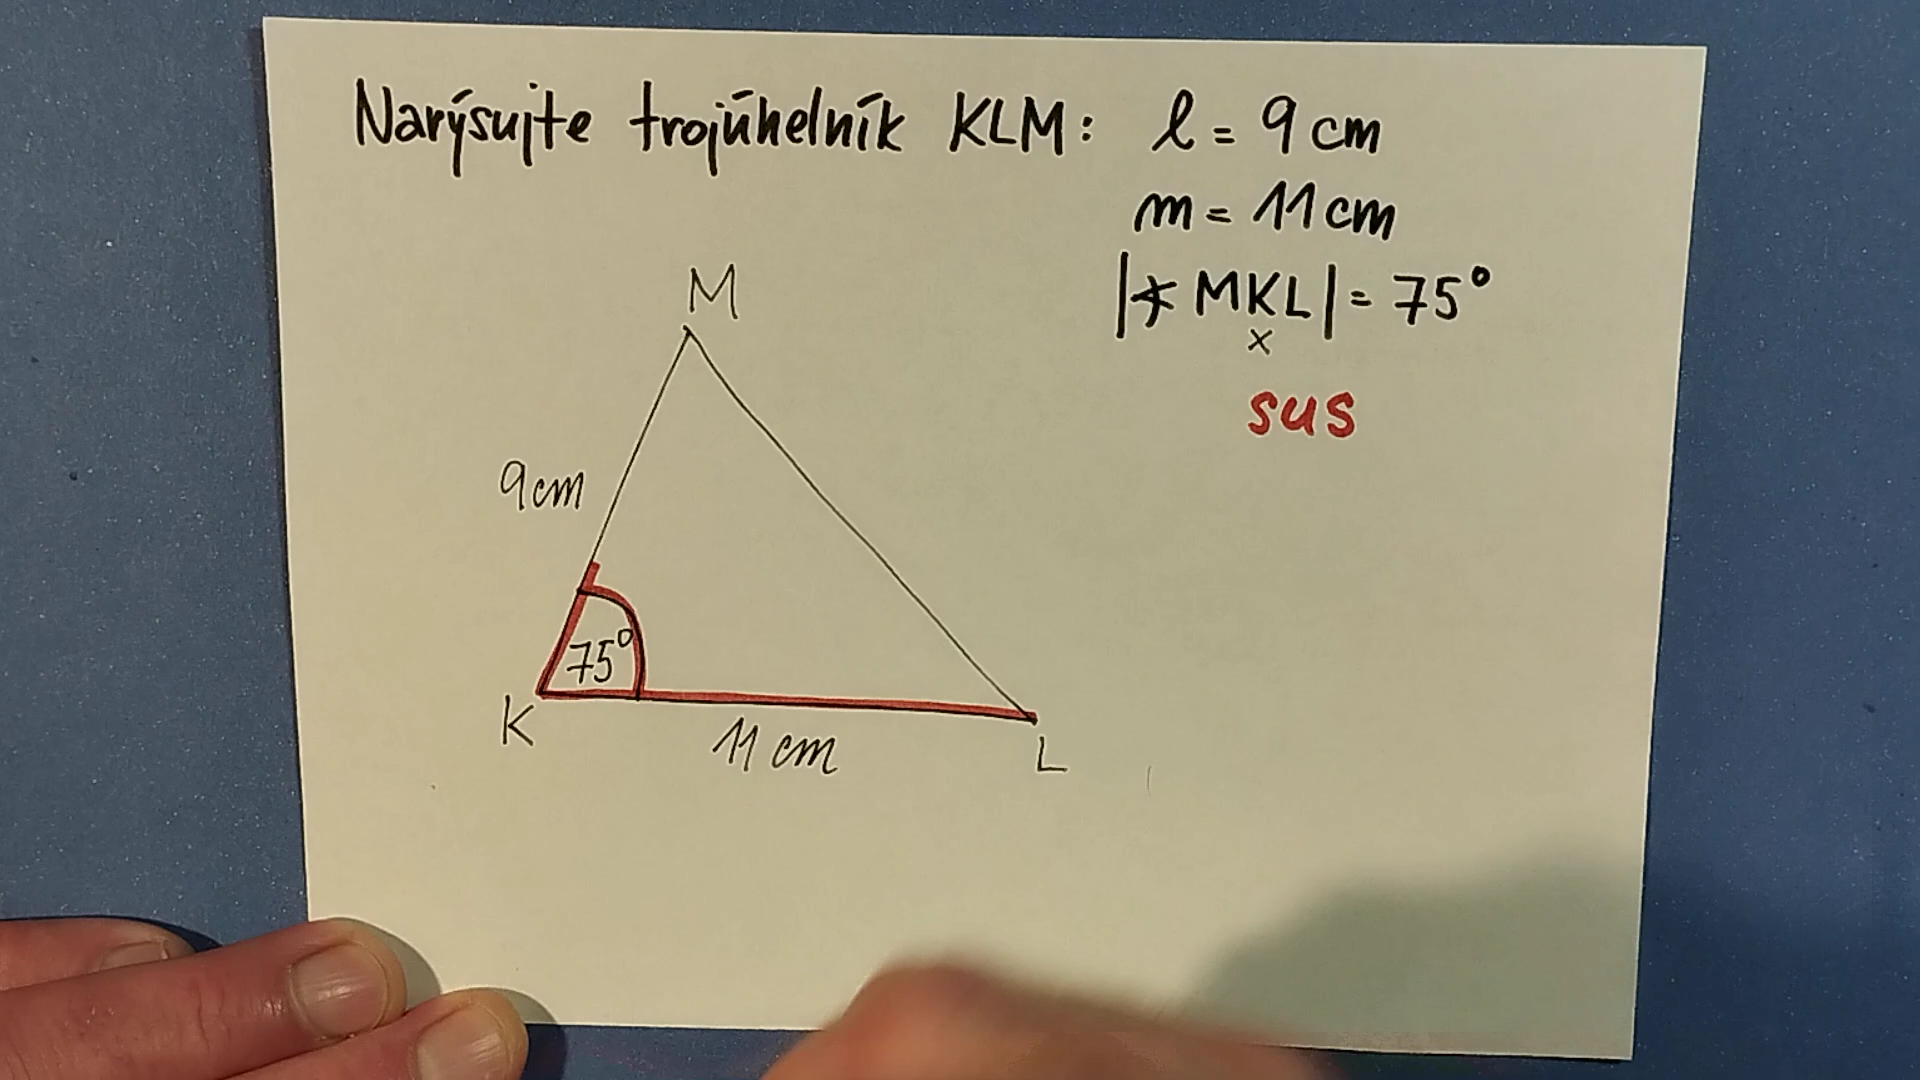 Narýsujte trojúhelník KLM: l = 9 cm
m = 11 cm
|∢ MKL| = 75°
x
sus
M
9cm
75°
K
11 cm
L